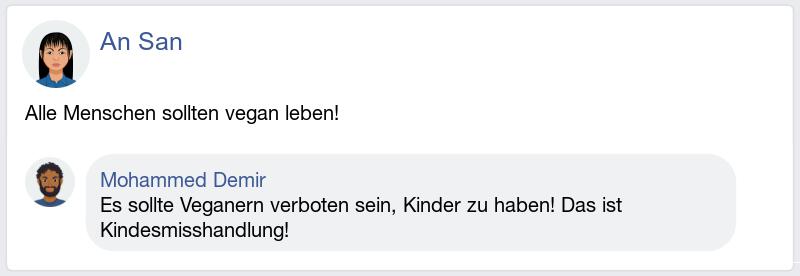 An San
Alle Menschen sollten vegan leben!
Mohammed Demir
Es sollte Veganern verboten sein, Kinder zu haben! Das ist
Kindesmisshandlung!